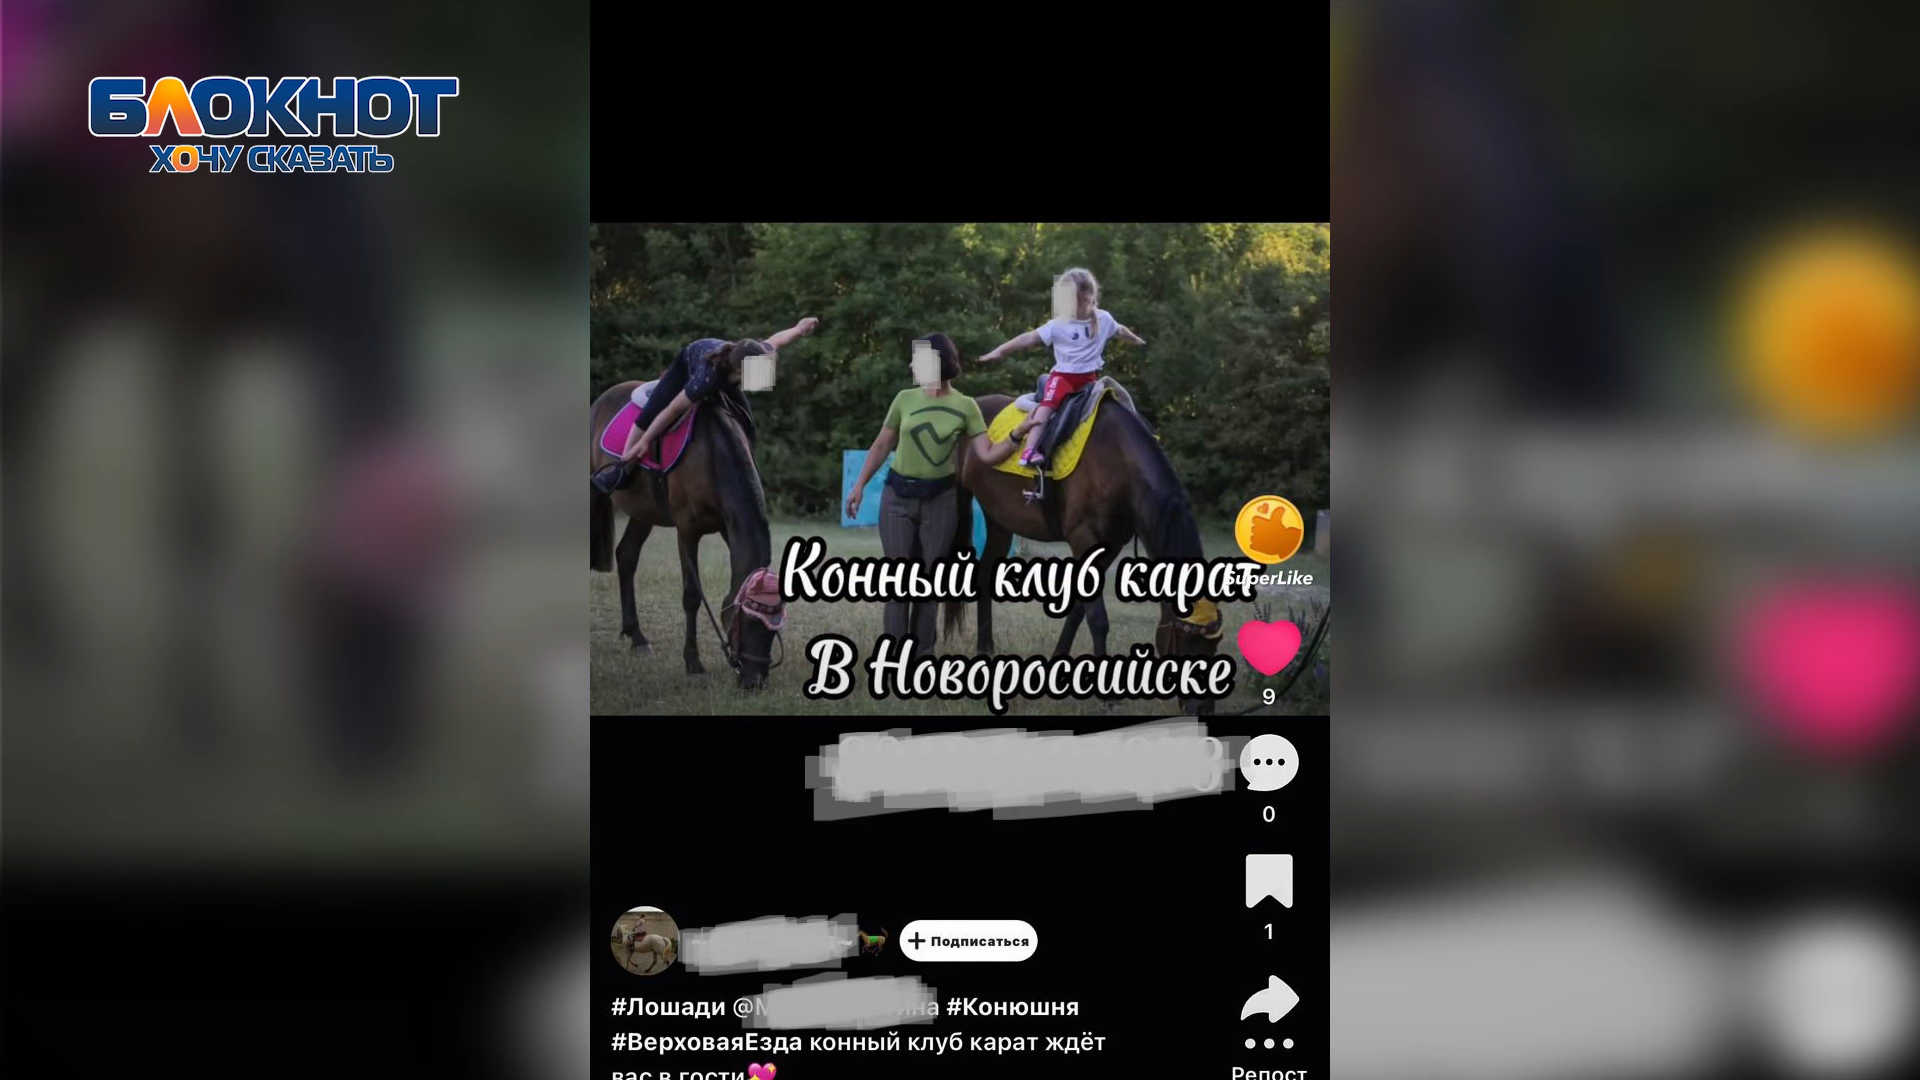 БЛОКНОТ
ХОЧУ СКАЗАТЬ
Конный клуб карат
SuperLike
В Новороссийске
9
0
1
+ Подписаться
#Лошади #Конюшня
#ВерховаяЕзда конный клуб карат ждёт
вас в гости
Репост